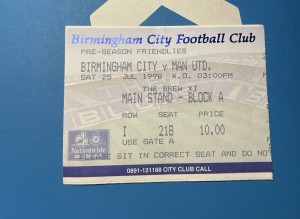 Birmingham City Football Club
PRE-SEASON FRIENDLIES
BIRMINGHAM CITY v MAN UTD.
SAT 25 JUL 1998 K.O. 03:00PM
THE BREW XI
MAIN STAND - BLOCK A
ROW SEAT PRICE
I 218 10.00
USE GATE A
Nationwide
SE SIT IN CORRECT SEAT AND DO NO
0891-121188 CITY CLUB CALL